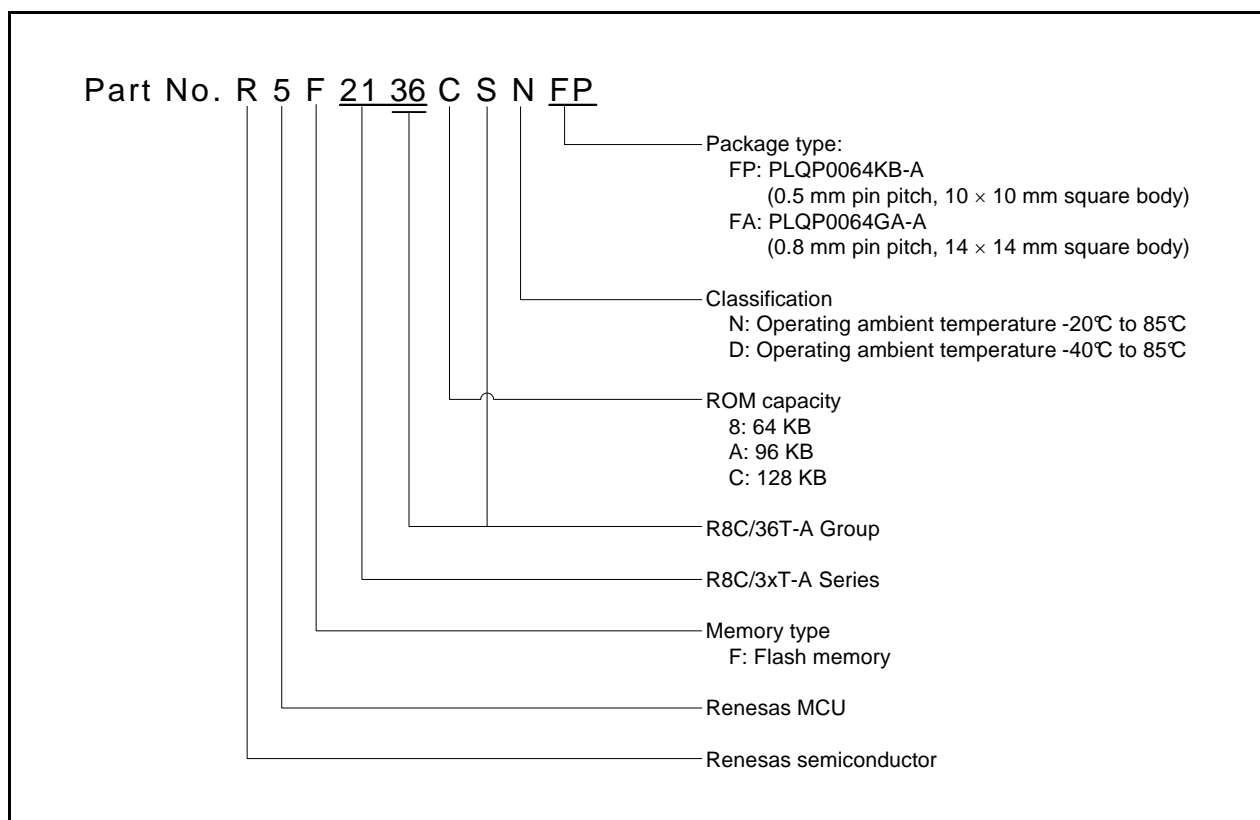 Part No. R 5 F 21 36 C S N FP
Package type:
FP: PLQP0064KB-A
(0.5 mm pin pitch, 10 × 10 mm square body)
FA: PLQP0064GA-A
(0.8 mm pin pitch, 14 × 14 mm square body)
Classification
N: Operating ambient temperature -20°C to 85°C
D: Operating ambient temperature -40°C to 85°C
ROM capacity
8: 64 KB
A: 96 KB
C: 128 KB
R8C/36T-A Group
R8C/3xT-A Series
Memory type
F: Flash memory
Renesas MCU
Renesas semiconductor